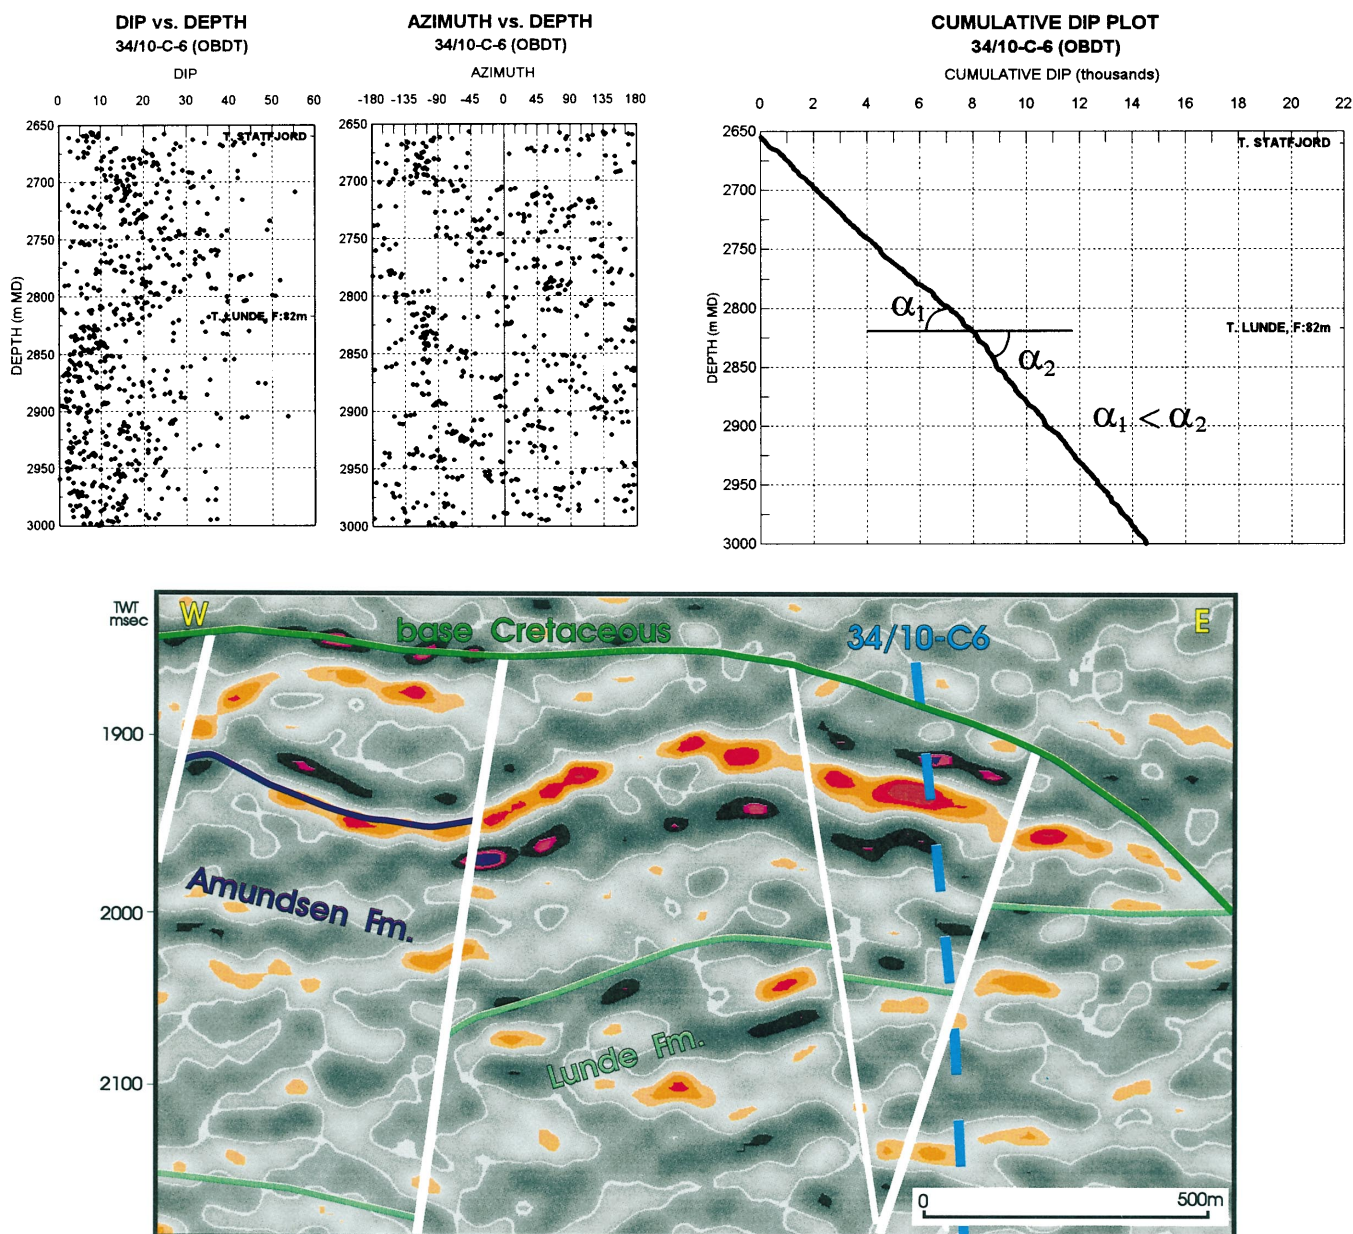 DIP vs. DEPTH
34/10-C-6 (OBDT)
DIP
0 10 20 30 40 50 60
2650
2700
2750
2800
2850
2900
2950
3000
DEPTH (m MD)
T. STATFJORD
T. LUNDE, F:82m
AZIMUTH vs. DEPTH
34/10-C-6 (OBDT)
AZIMUTH
-180 -135 -90 -45 0 45 90 135 180
2650
2700
2750
2800
2850
2900
2950
3000
CUMULATIVE DIP PLOT
34/10-C-6 (OBDT)
CUMULATIVE DIP (thousands)
0 2 4 6 8 10 12 14 16 18 20 22
2650
2700
2750
2800
2850
2900
2950
3000
DEPTH (m MD)
T. STATFJORD
T. LUNDE, F:82m
α1
α2
α1 < α2
TWT
msec
W
base Cretaceous
34/10-C6
E
1900
2000
2100
Amundsen Fm.
Lunde Fm.
0 500m